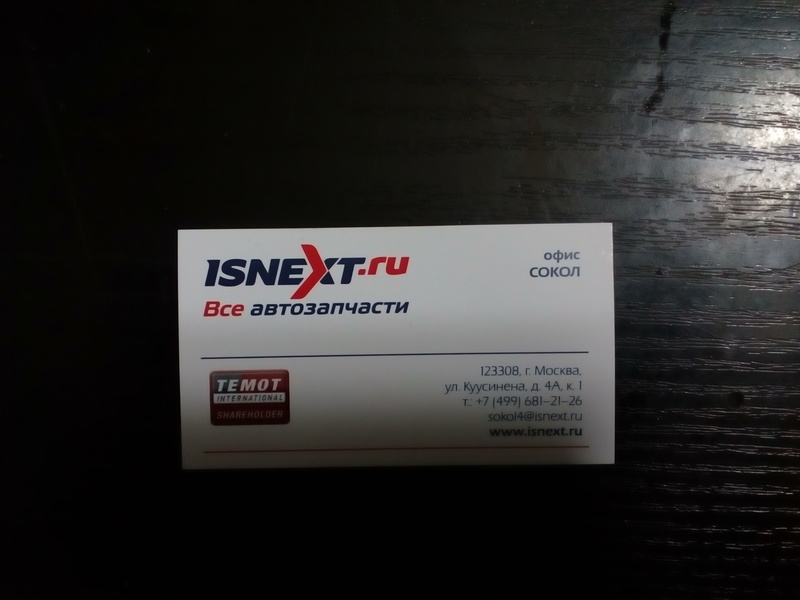 ISNEXT.ru
Все автозапчасти
офис
СОКОЛ
TEMOT
INTERNATIONAL
SHAREHOLDER
123308, г. Москва,
ул. Куусинена, д. 4А, к. 1
т.: +7 (499) 681-21-26
sokol4@isnext.ru
www.isnext.ru